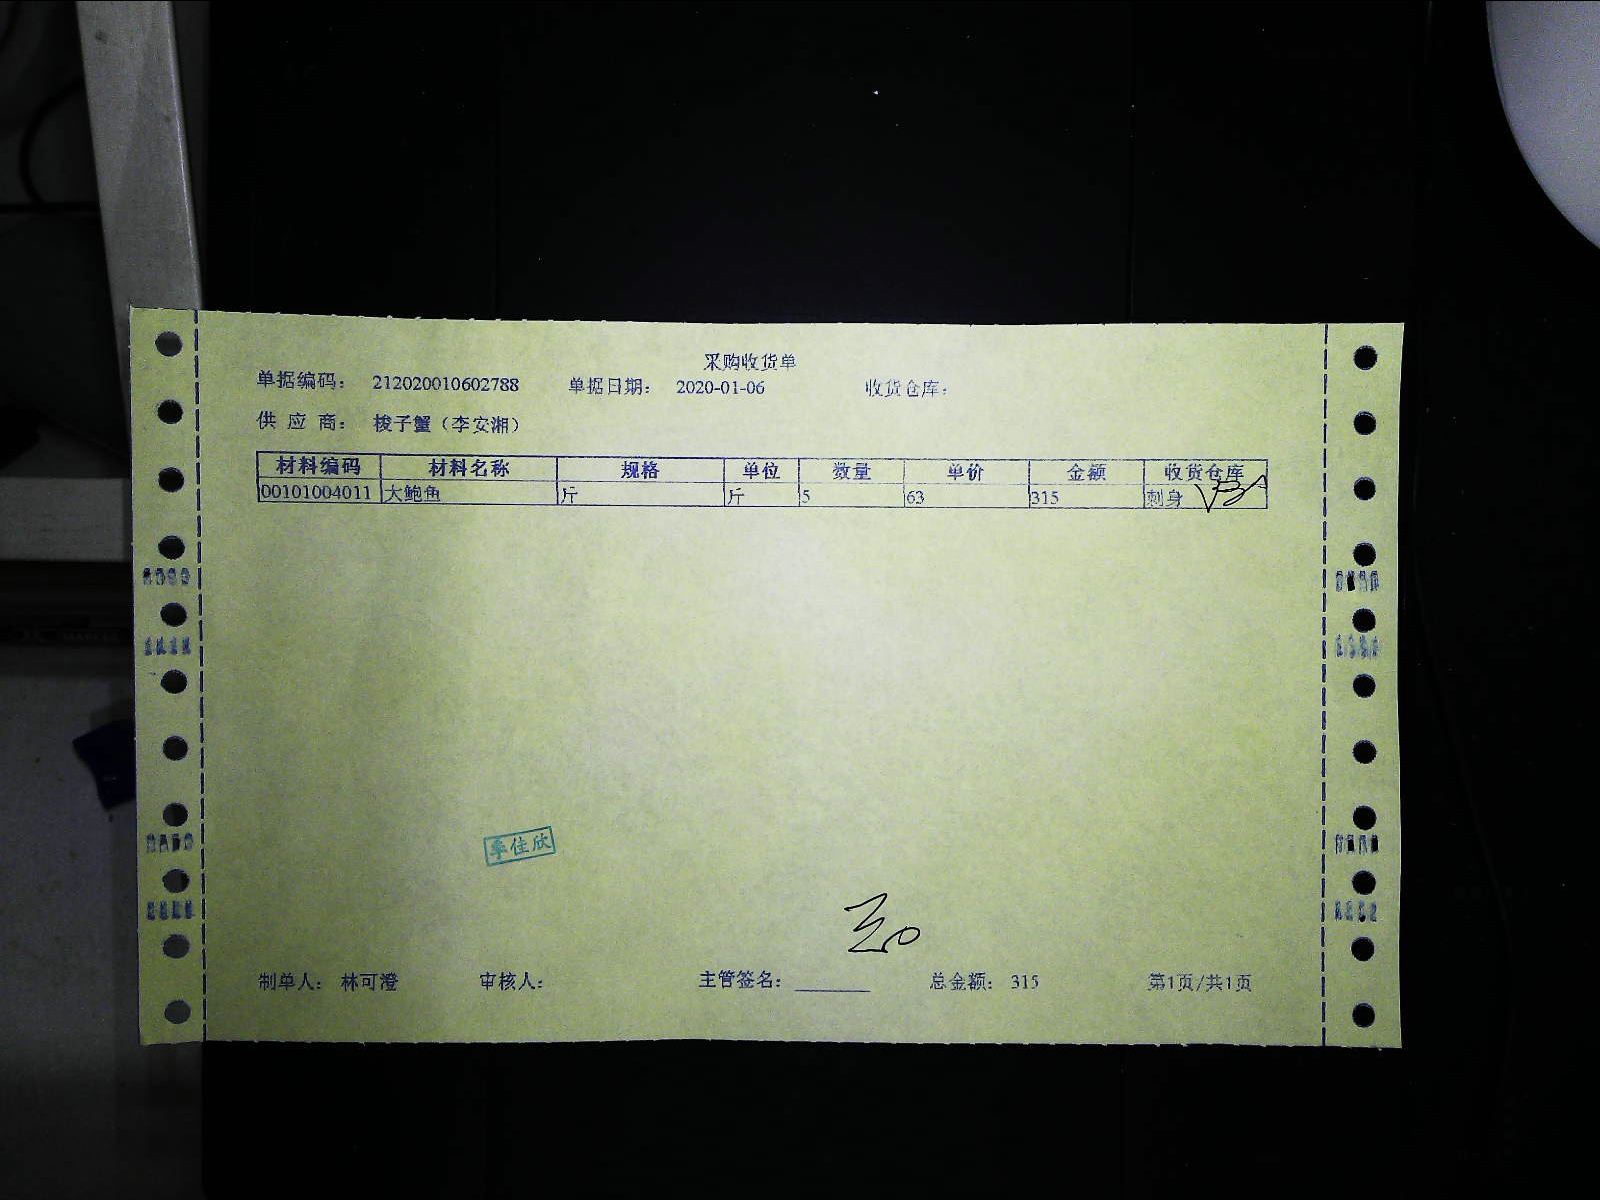 采购收货单
单据编码： 212020010602788 单据日期： 2020-01-06 收货仓库：
供 应 商： 梭子蟹（李安湘）
材料编码 材料名称 规格 单位 数量 单价 金额 收货仓库
00101004011 大鲍鱼 斤 斤 5 63 315 刺身
李佳欣
制单人： 林可澄 审核人： 主管签名： 总金额： 315 第1页/共1页